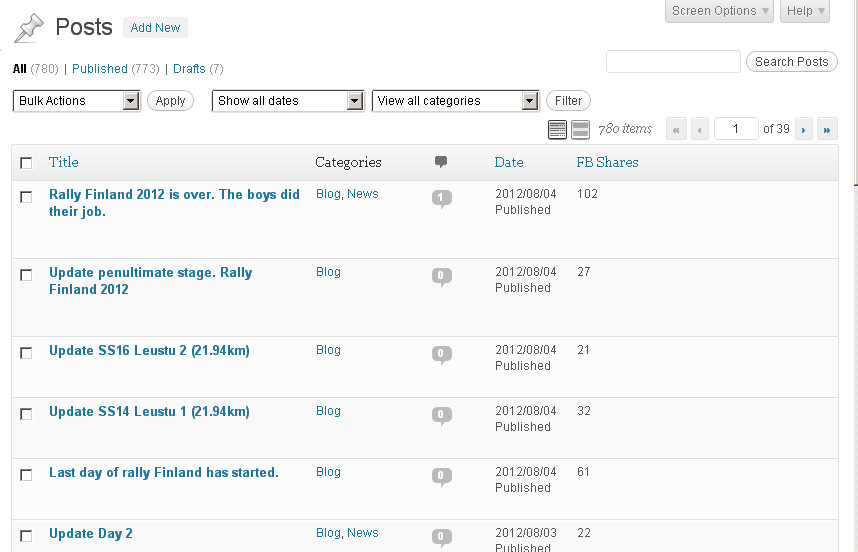 Screen Options Help
Posts Add New
All (780) | Published (773) | Drafts (7)
Search Posts
Bulk Actions Apply Show all dates View all categories Filter
780 items « ‹ 1 of 39 › »
Title Categories Date FB Shares
Rally Finland 2012 is over. The boys did Blog, News 1 2012/08/04 102
their job. Published
Update penultimate stage. Rally Blog 0 2012/08/04 27
Finland 2012 Published
Update SS16 Leustu 2 (21.94km) Blog 0 2012/08/04 21
Published
Update SS14 Leustu 1 (21.94km) Blog 0 2012/08/04 32
Published
Last day of rally Finland has started. Blog 0 2012/08/04 61
Published
Update Day 2 Blog, News 0 2012/08/03 22
Published